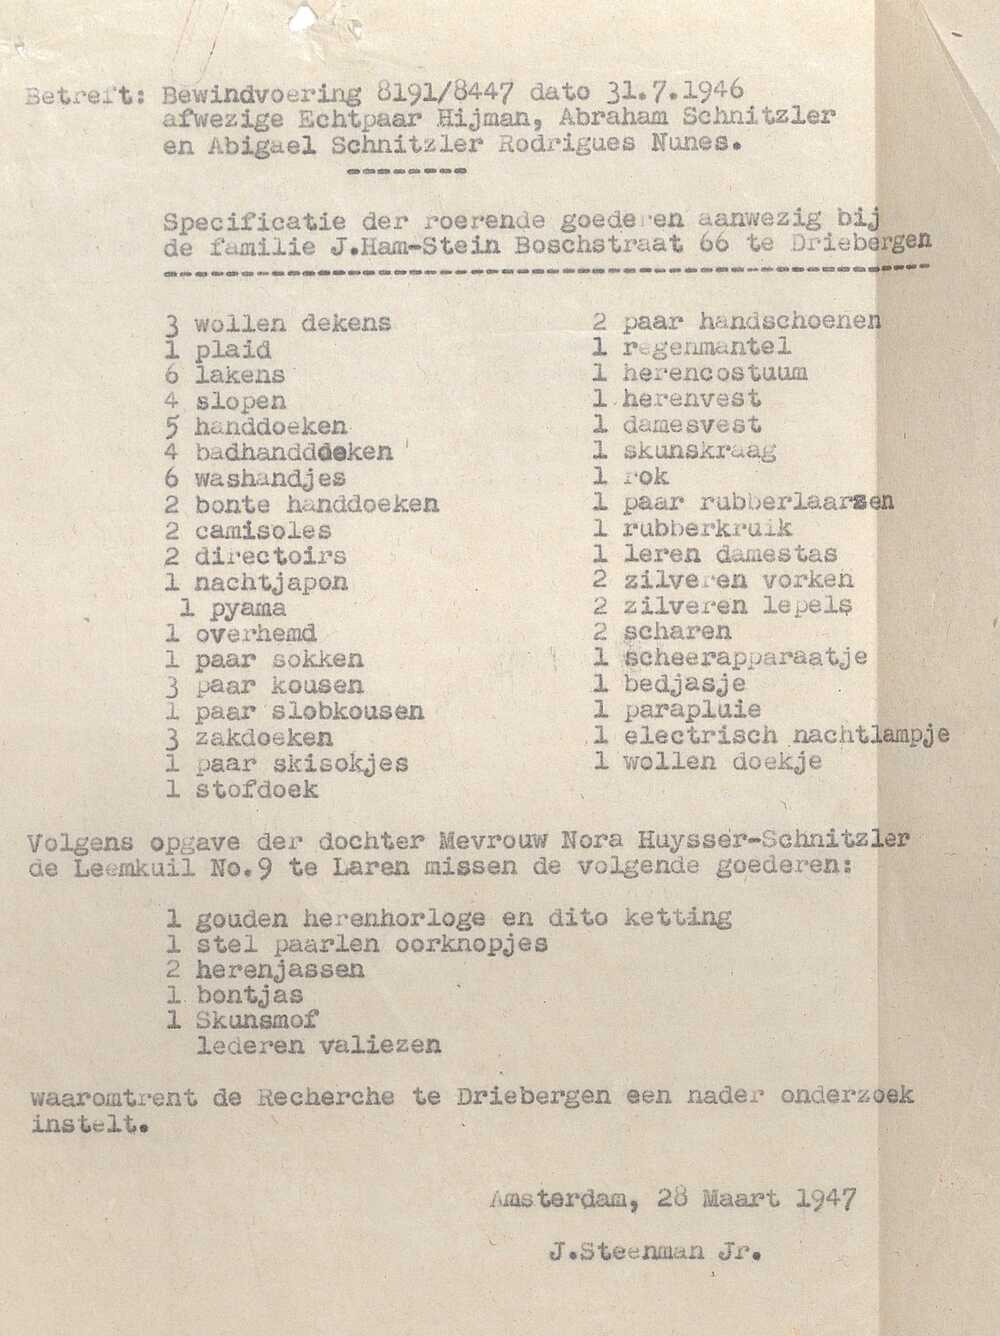 Betreft: Bewindvoering 8191/8447 dato 31.7.1946
afwezige Echtpaar Hijman, Abraham Schnitzler
en Abigael Schnitzler Rodrigues Nunes.
--------
Specificatie der roerende goederen aanwezig bij
de familie J.Ham-Stein Boschstraat 66 te Driebergen
3 wollen dekens
1 plaid
6 lakens
4 slopen
5 handdoeken
4 badhanddoeken
6 washandjes
2 bonte handdoeken
2 camisoles
2 directoirs
1 nachtjapon
1 pyama
1 overhemd
1 paar sokken
3 paar kousen
1 paar slobkousen
3 zakdoeken
1 paar skisokjes
1 stofdoek
2 paar handschoenen
1 regenmantel
1 herencostuum
1 herenvest
1 damesvest
1 skunskraag
1 rok
1 paar rubberlaarzen
1 rubberkruik
1 leren damestas
2 zilveren vorken
2 zilveren lepels
2 scharen
1 scheerapparaatje
1 bedjasje
1 parapluie
1 electrisch nachtlampje
1 wollen doekje
Volgens opgave der dochter Mevrouw Nora Huysser-Schnitzler
de Leemkuil No.9 te Laren missen de volgende goederen:
1 gouden herenhorloge en dito ketting
1 stel paarlen oorknopjes
2 herenjassen
1 bontjas
1 Skunsmof
lederen valiezen
waaromtrent de Recherche te Driebergen een nader onderzoek
instelt.
Amsterdam, 28 Maart 1947
J.Steenman Jr.